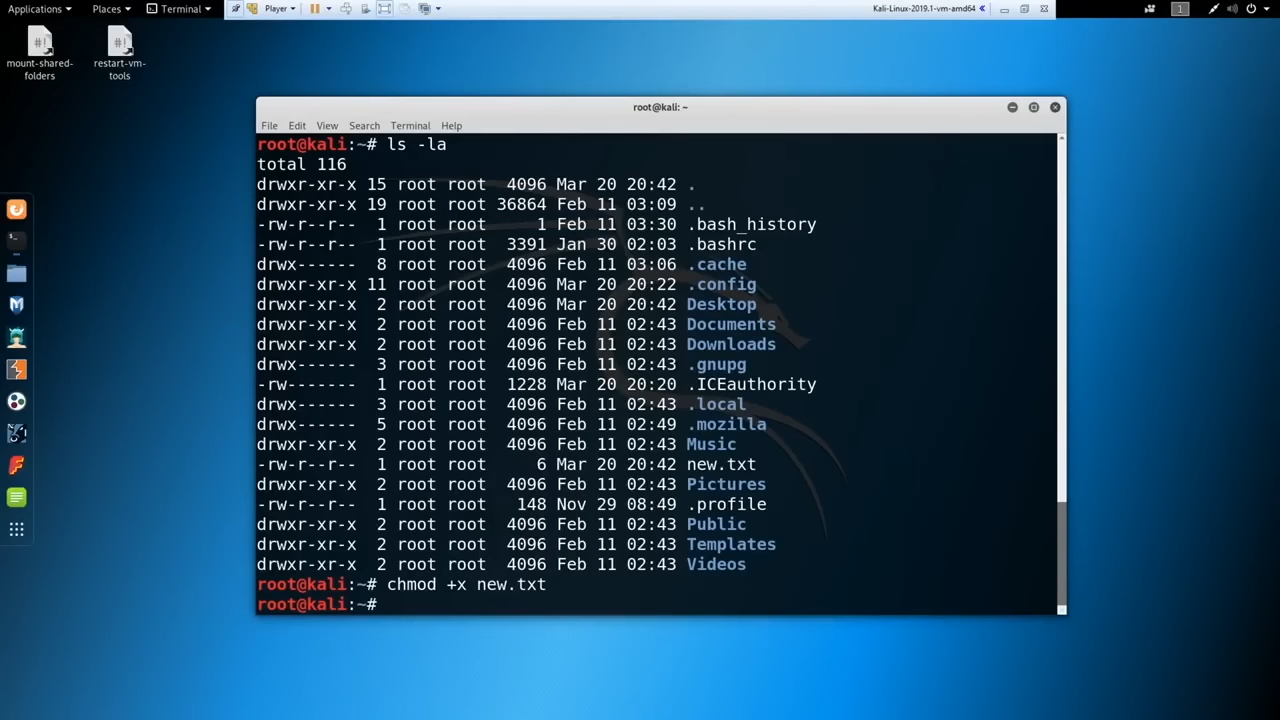 Applications Places Terminal Player Kali-Linux-2019.1-vm-amd64 1
mount-shared-
folders
restart-vm-
tools
root@kali: ~
File Edit View Search Terminal Help
root@kali:~# ls -la
total 116
drwxr-xr-x 15 root root  4096 Mar 20 20:42 .
drwxr-xr-x 19 root root 36864 Feb 11 03:09 ..
-rw-r--r--  1 root root     1 Feb 11 03:30 .bash_history
-rw-r--r--  1 root root  3391 Jan 30 02:03 .bashrc
drwx------  8 root root  4096 Feb 11 03:06 .cache
drwxr-xr-x 11 root root  4096 Mar 20 20:22 .config
drwxr-xr-x  2 root root  4096 Mar 20 20:42 Desktop
drwxr-xr-x  2 root root  4096 Feb 11 02:43 Documents
drwxr-xr-x  2 root root  4096 Feb 11 02:43 Downloads
drwx------  3 root root  4096 Feb 11 02:43 .gnupg
-rw-------  1 root root  1228 Mar 20 20:20 .ICEauthority
drwx------  3 root root  4096 Feb 11 02:43 .local
drwx------  5 root root  4096 Feb 11 02:49 .mozilla
drwxr-xr-x  2 root root  4096 Feb 11 02:43 Music
-rw-r--r--  1 root root     6 Mar 20 20:42 new.txt
drwxr-xr-x  2 root root  4096 Feb 11 02:43 Pictures
-rw-r--r--  1 root root   148 Nov 29 08:49 .profile
drwxr-xr-x  2 root root  4096 Feb 11 02:43 Public
drwxr-xr-x  2 root root  4096 Feb 11 02:43 Templates
drwxr-xr-x  2 root root  4096 Feb 11 02:43 Videos
root@kali:~# chmod +x new.txt
root@kali:~#